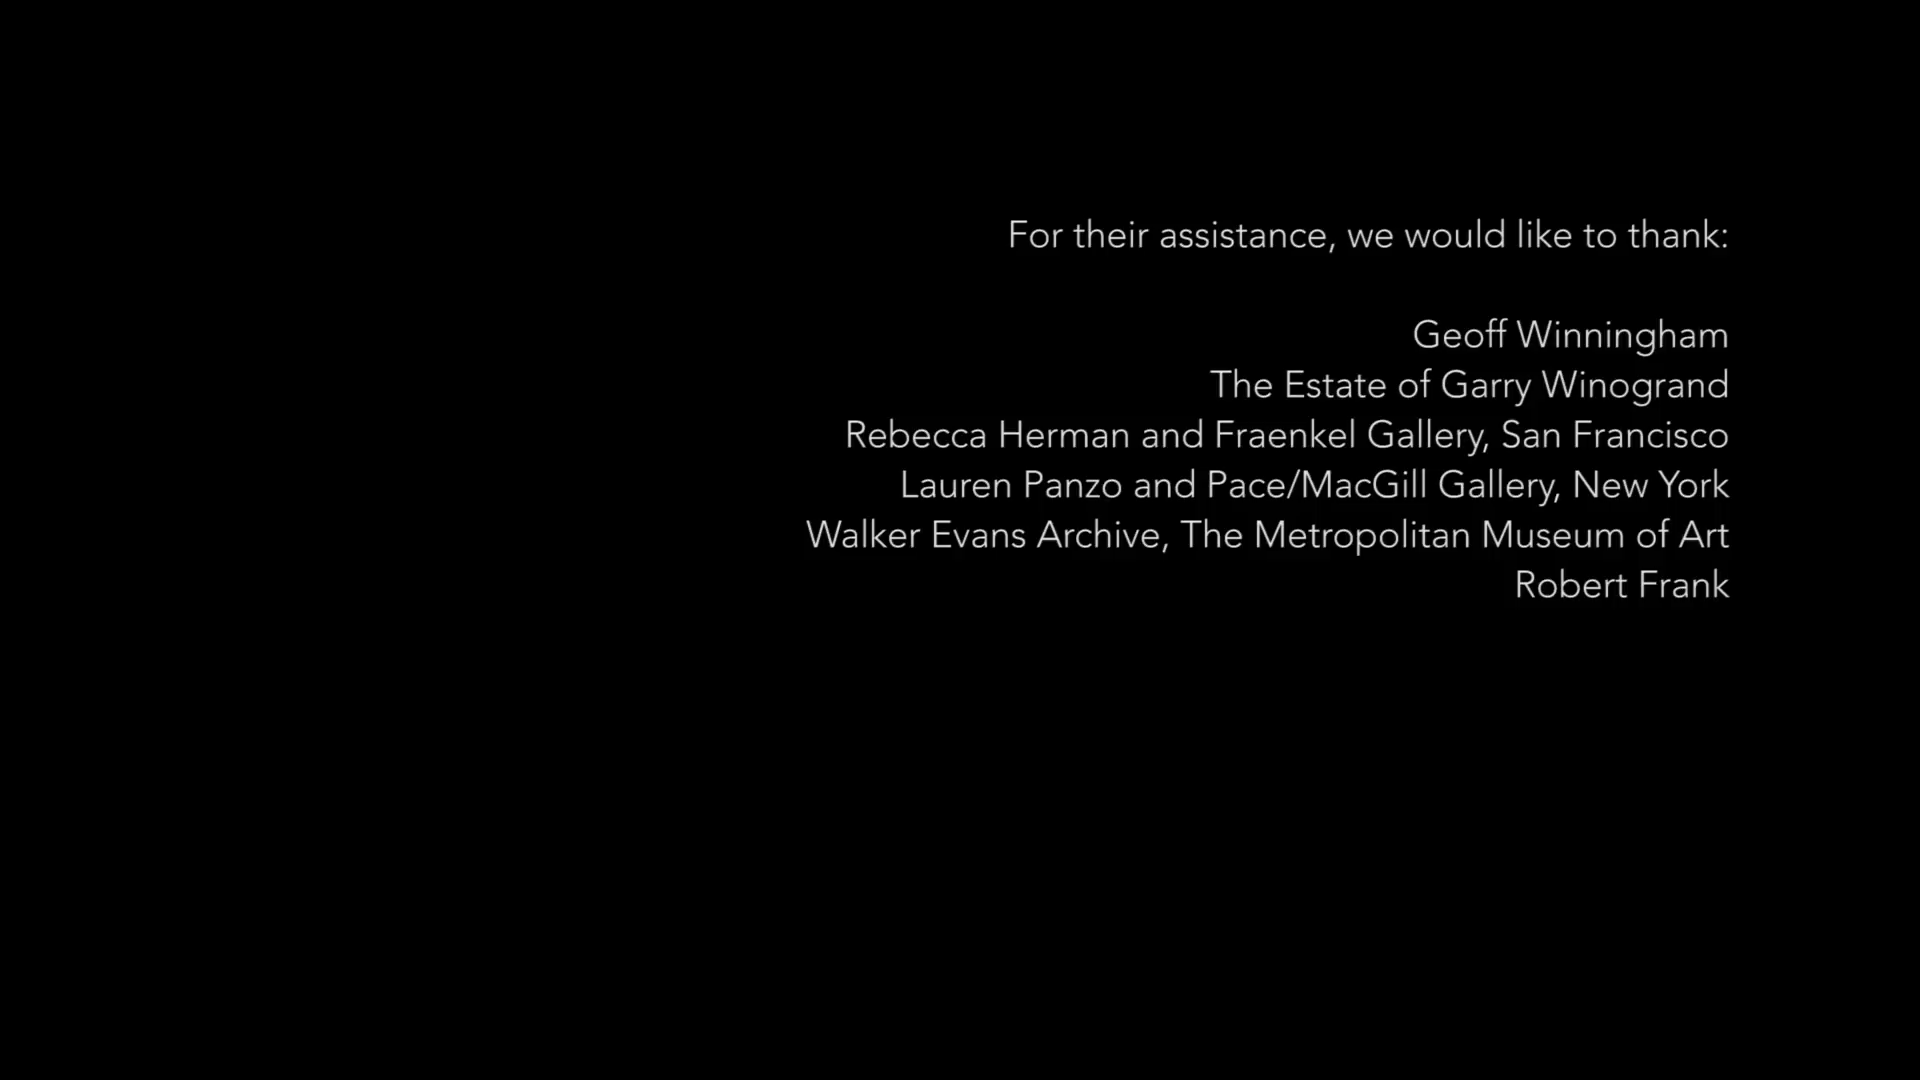 For their assistance, we would like to thank:
Geoff Winningham
The Estate of Garry Winogrand
Rebecca Herman and Fraenkel Gallery, San Francisco
Lauren Panzo and Pace/MacGill Gallery, New York
Walker Evans Archive, The Metropolitan Museum of Art
Robert Frank